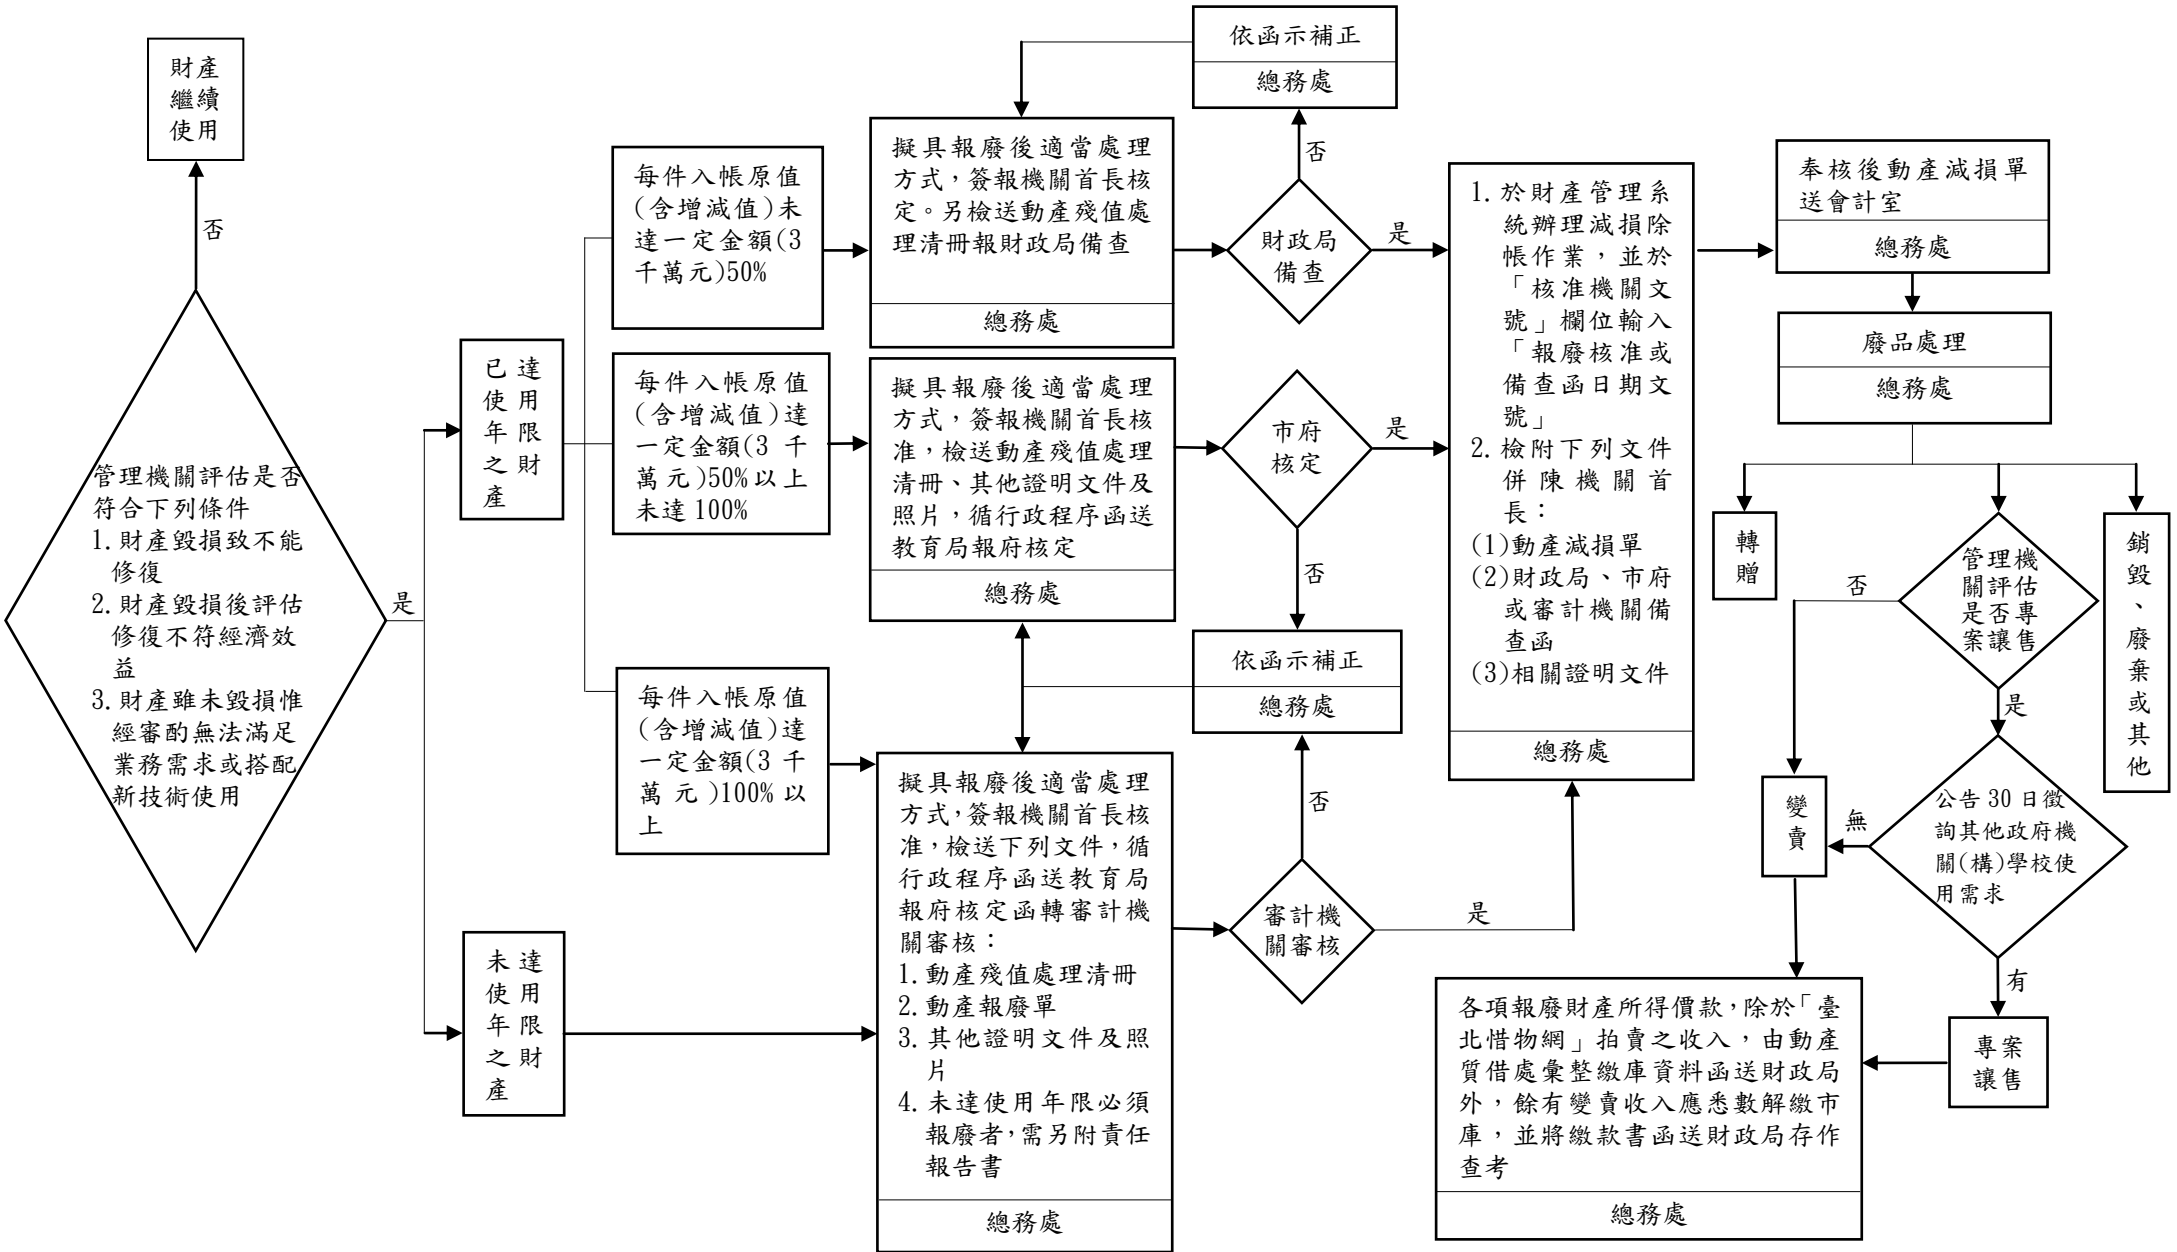 財產
繼續
使用
否
管理機關評估是否
符合下列條件
1.財產毀損致不能
修復
2.財產毀損後評估
修復不符經濟效
益
3.財產雖未毀損惟
經審酌無法滿足
業務需求或搭配
新技術使用
是
已達
使用
年限
之財
產
未達
使用
年限
之財
產
每件入帳原值
(含增減值)未
達一定金額(3
千萬元)50%
每件入帳原值
(含增減值)達
一定金額(3 千
萬元)50%以上
未達 100%
每件入帳原值
(含增減值)達
一定金額(3 千
萬元)100%以
上
依函示補正
總務處
擬具報廢後適當處理
方式,簽報機關首長核
定。另檢送動產殘值處
理清冊報財政局備查
總務處
否
財政局
備查
是
擬具報廢後適當處理
方式,簽報機關首長核
准,檢送動產殘值處理
清冊、其他證明文件及
照片,循行政程序函送
教育局報府核定
總務處
市府
核定
是
否
依函示補正
總務處
擬具報廢後適當處理
方式,簽報機關首長核
准,檢送下列文件,循
行政程序函送教育局
報府核定函轉審計機
關審核:
1.動產殘值處理清冊
2.動產報廢單
3.其他證明文件及照
片
4.未達使用年限必須
報廢者,需另附責任
報告書
總務處
否
審計機
關審核
是
1.於財產管理系
統辦理減損除
帳作業,並於
「核准機關文
號」欄位輸入
「報廢核准或
備查函日期文
號」
2.檢附下列文件
併陳機關首
長:
(1)動產減損單
(2)財政局、市府
或審計機關備
查函
(3)相關證明文件
總務處
奉核後動產減損單
送會計室
總務處
廢品處理
總務處
轉
贈
管理機
關評估
是否專
案讓售
否
是
銷
毀
、
廢
棄
或
其
他
變
賣
無
公告 30 日徵
詢其他政府機
關(構)學校使
用需求
有
專案
讓售
各項報廢財產所得價款,除於「臺
北惜物網」拍賣之收入,由動產
質借處彙整繳庫資料函送財政局
外,餘有變賣收入應悉數解繳市
庫,並將繳款書函送財政局存作
查考
總務處